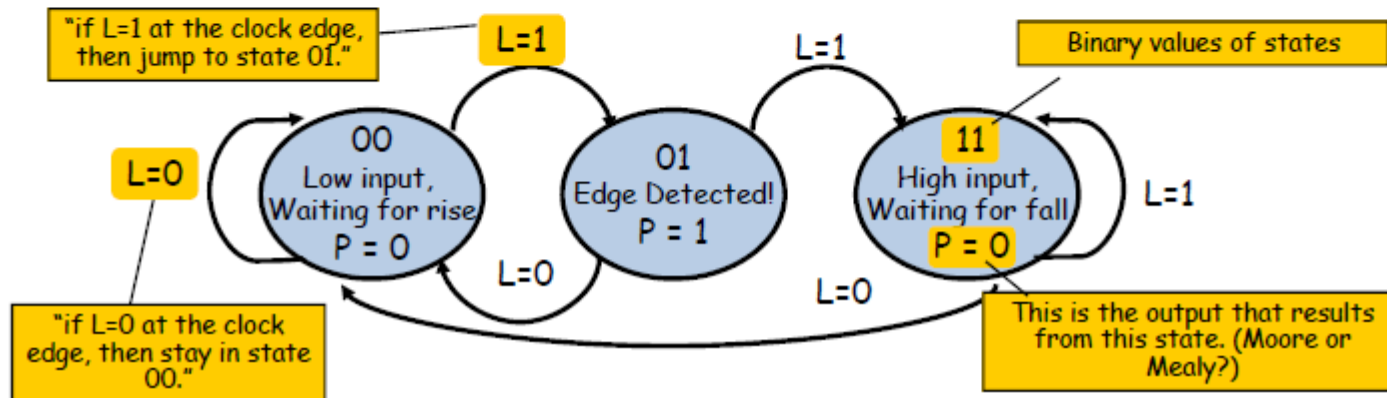 “if L=1 at the clock edge,
then jump to state 01.”
L=1
L=1
Binary values of states
L=0
00
Low input,
Waiting for rise
P = 0
01
Edge Detected!
P = 1
11
High input,
Waiting for fall
P = 0
L=1
L=0
L=0
“if L=0 at the clock
edge, then stay in state
00.”
This is the output that results
from this state. (Moore or
Mealy?)